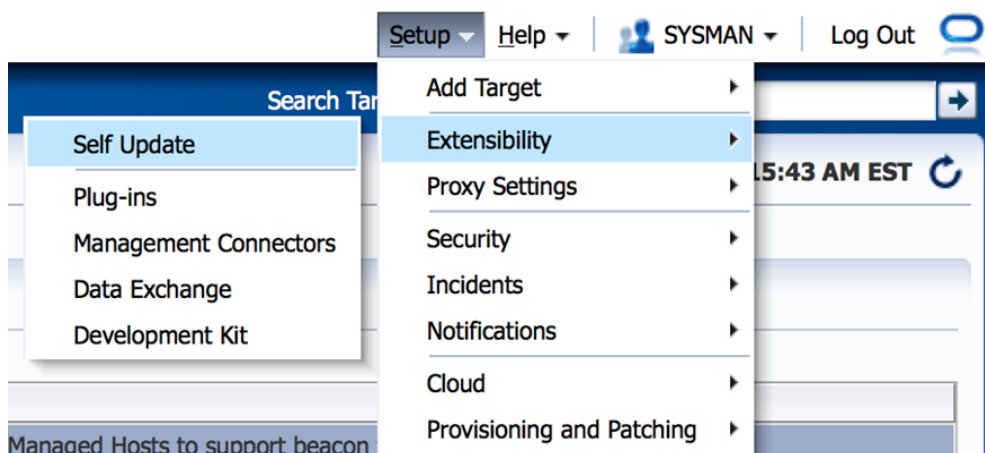 Setup Help SYSMAN Log Out
Search Tar
Add Target
Extensibility
Proxy Settings
Security
Incidents
Notifications
Cloud
Provisioning and Patching
Self Update
Plug-ins
Management Connectors
Data Exchange
Development Kit
15:43 AM EST
Managed Hosts to support beacon